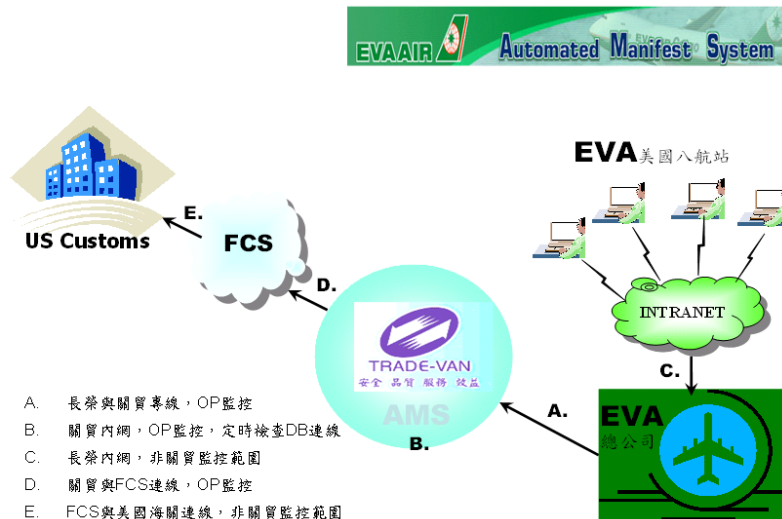 EVAAIR Automated Manifest System
EVA美國八航站
E.
US Customs
FCS
D.
INTRANET
TRADE-VAN
安全 品質 服務 效益
C.
AMS
A.
EVA
總公司
B.
A. 長榮與關貿專線，OP監控
B. 關貿內網，OP監控，定時檢查DB連線
C. 長榮內網，非關貿監控範圍
D. 關貿與FCS連線，OP監控
E. FCS與美國海關連線，非關貿監控範圍